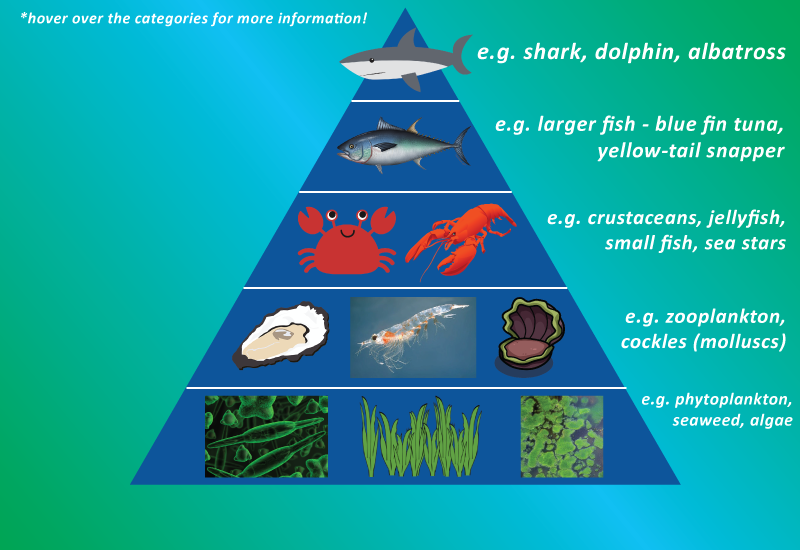 *hover over the categories for more information!
e.g. shark, dolphin, albatross
e.g. larger fish - blue fin tuna,
yellow-tail snapper
e.g. crustaceans, jellyfish,
small fish, sea stars
e.g. zooplankton,
cockles (molluscs)
e.g. phytoplankton,
seaweed, algae